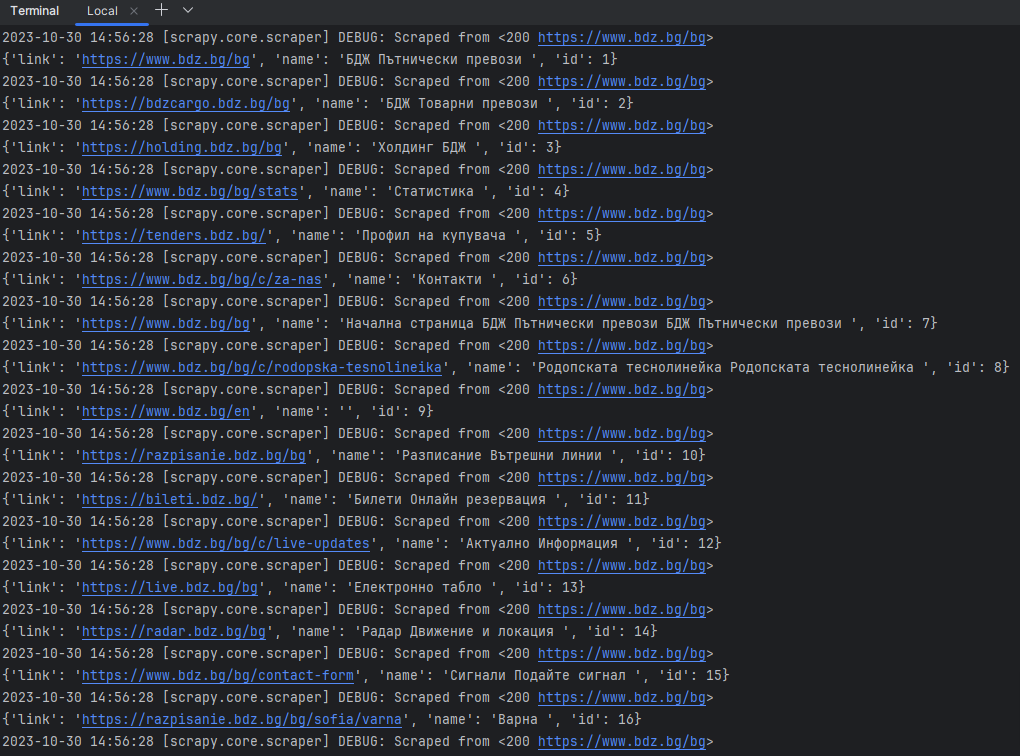 Terminal Local × +
2023-10-30 14:56:28 [scrapy.core.scraper] DEBUG: Scraped from <200 https://www.bdz.bg/bg>
{'link': 'https://www.bdz.bg/bg', 'name': 'БДЖ Пътнически превози ', 'id': 1}
2023-10-30 14:56:28 [scrapy.core.scraper] DEBUG: Scraped from <200 https://www.bdz.bg/bg>
{'link': 'https://bdzcargo.bdz.bg/bg', 'name': 'БДЖ Товарни превози ', 'id': 2}
2023-10-30 14:56:28 [scrapy.core.scraper] DEBUG: Scraped from <200 https://www.bdz.bg/bg>
{'link': 'https://holding.bdz.bg/bg', 'name': 'Холдинг БДЖ ', 'id': 3}
2023-10-30 14:56:28 [scrapy.core.scraper] DEBUG: Scraped from <200 https://www.bdz.bg/bg>
{'link': 'https://www.bdz.bg/bg/stats', 'name': 'Статистика ', 'id': 4}
2023-10-30 14:56:28 [scrapy.core.scraper] DEBUG: Scraped from <200 https://www.bdz.bg/bg>
{'link': 'https://tenders.bdz.bg/', 'name': 'Профил на купувача ', 'id': 5}
2023-10-30 14:56:28 [scrapy.core.scraper] DEBUG: Scraped from <200 https://www.bdz.bg/bg>
{'link': 'https://www.bdz.bg/bg/c/za-nas', 'name': 'Контакти ', 'id': 6}
2023-10-30 14:56:28 [scrapy.core.scraper] DEBUG: Scraped from <200 https://www.bdz.bg/bg>
{'link': 'https://www.bdz.bg/bg', 'name': 'Начална страница БДЖ Пътнически превози БДЖ Пътнически превози ', 'id': 7}
2023-10-30 14:56:28 [scrapy.core.scraper] DEBUG: Scraped from <200 https://www.bdz.bg/bg>
{'link': 'https://www.bdz.bg/bg/c/rodopska-tesnolineika', 'name': 'Родопската теснолинейка Родопската теснолинейка ', 'id': 8}
2023-10-30 14:56:28 [scrapy.core.scraper] DEBUG: Scraped from <200 https://www.bdz.bg/bg>
{'link': 'https://www.bdz.bg/en', 'name': '', 'id': 9}
2023-10-30 14:56:28 [scrapy.core.scraper] DEBUG: Scraped from <200 https://www.bdz.bg/bg>
{'link': 'https://razpisanie.bdz.bg/bg', 'name': 'Разписание Вътрешни линии ', 'id': 10}
2023-10-30 14:56:28 [scrapy.core.scraper] DEBUG: Scraped from <200 https://www.bdz.bg/bg>
{'link': 'https://bileti.bdz.bg/', 'name': 'Билети Онлайн резервация ', 'id': 11}
2023-10-30 14:56:28 [scrapy.core.scraper] DEBUG: Scraped from <200 https://www.bdz.bg/bg>
{'link': 'https://www.bdz.bg/bg/c/live-updates', 'name': 'Актуално Информация ', 'id': 12}
2023-10-30 14:56:28 [scrapy.core.scraper] DEBUG: Scraped from <200 https://www.bdz.bg/bg>
{'link': 'https://live.bdz.bg/bg', 'name': 'Електронно табло ', 'id': 13}
2023-10-30 14:56:28 [scrapy.core.scraper] DEBUG: Scraped from <200 https://www.bdz.bg/bg>
{'link': 'https://radar.bdz.bg/bg', 'name': 'Радар Движение и локация ', 'id': 14}
2023-10-30 14:56:28 [scrapy.core.scraper] DEBUG: Scraped from <200 https://www.bdz.bg/bg>
{'link': 'https://www.bdz.bg/bg/contact-form', 'name': 'Сигнали Подайте сигнал ', 'id': 15}
2023-10-30 14:56:28 [scrapy.core.scraper] DEBUG: Scraped from <200 https://www.bdz.bg/bg>
{'link': 'https://razpisanie.bdz.bg/bg/sofia/varna', 'name': 'Варна ', 'id': 16}
2023-10-30 14:56:28 [scrapy.core.scraper] DEBUG: Scraped from <200 https://www.bdz.bg/bg>